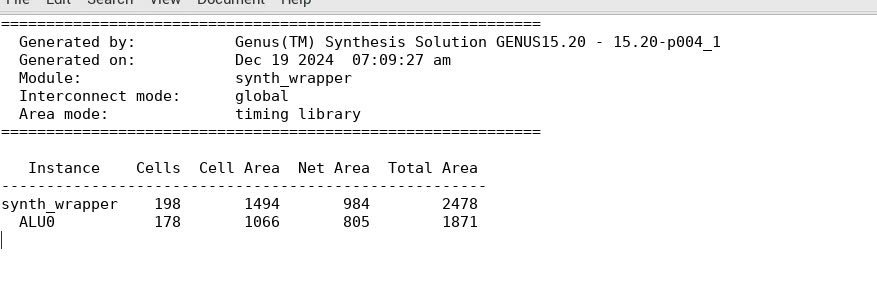 File Edit Search View Document Help
============================================================
Generated by: Genus(TM) Synthesis Solution GENUS15.20 - 15.20-p004_1
Generated on: Dec 19 2024 07:09:27 am
Module: synth_wrapper
Interconnect mode: global
Area mode: timing library
============================================================
Instance Cells Cell Area Net Area Total Area
------------------------------------------------------
synth_wrapper 198 1494 984 2478
ALU0 178 1066 805 1871